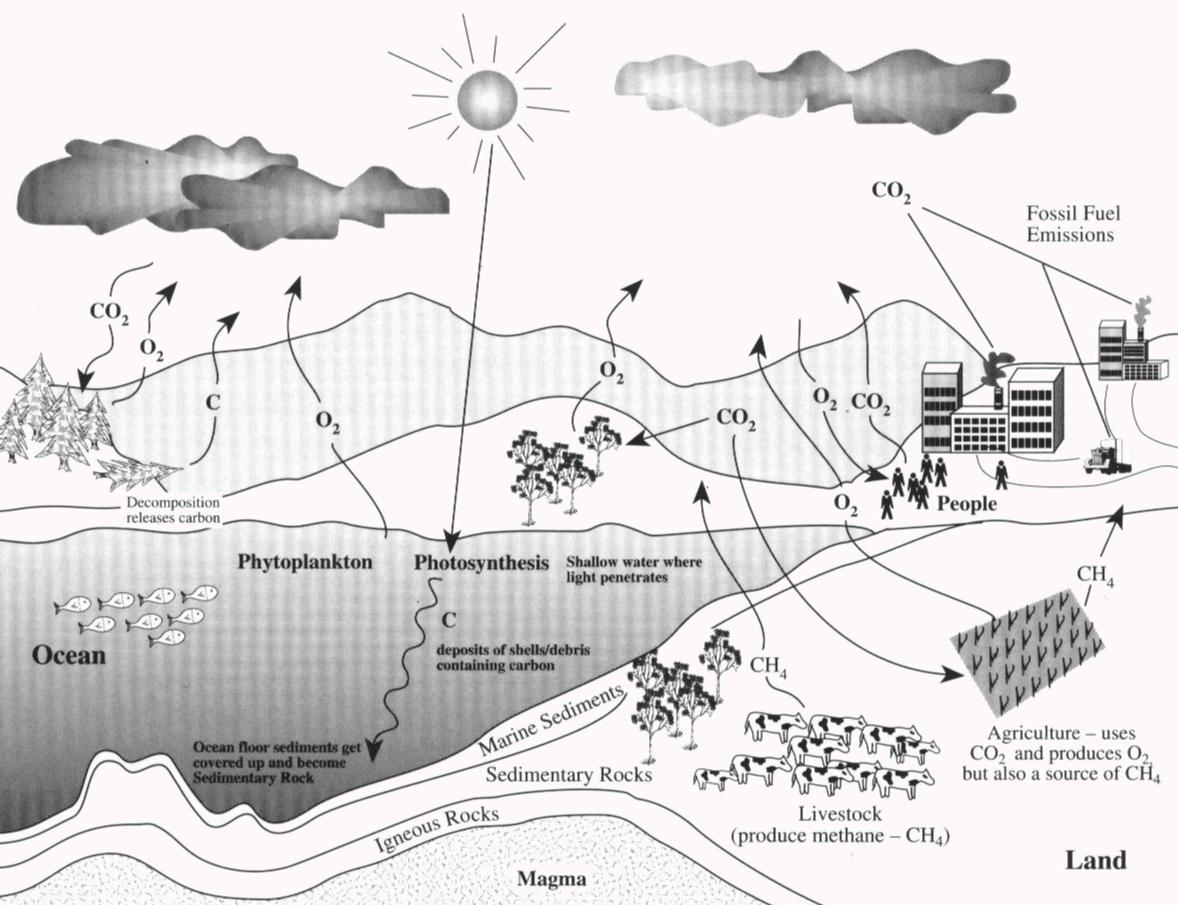 CO2
Fossil Fuel
Emissions
CO2
O2
C
O2
O2
CO2
O2
CO2
Decomposition
releases carbon
O2
People
Phytoplankton
Photosynthesis
Shallow water where
light penetrates
CH4
C
Ocean
deposits of shells/debris
containing carbon
CH4
Marine Sediments
Ocean floor sediments get
covered up and become
Sedimentary Rock
Sedimentary Rocks
Agriculture – uses
CO2 and produces O2,
but also a source of CH4
Igneous Rocks
Livestock
(produce methane – CH4)
Land
Magma